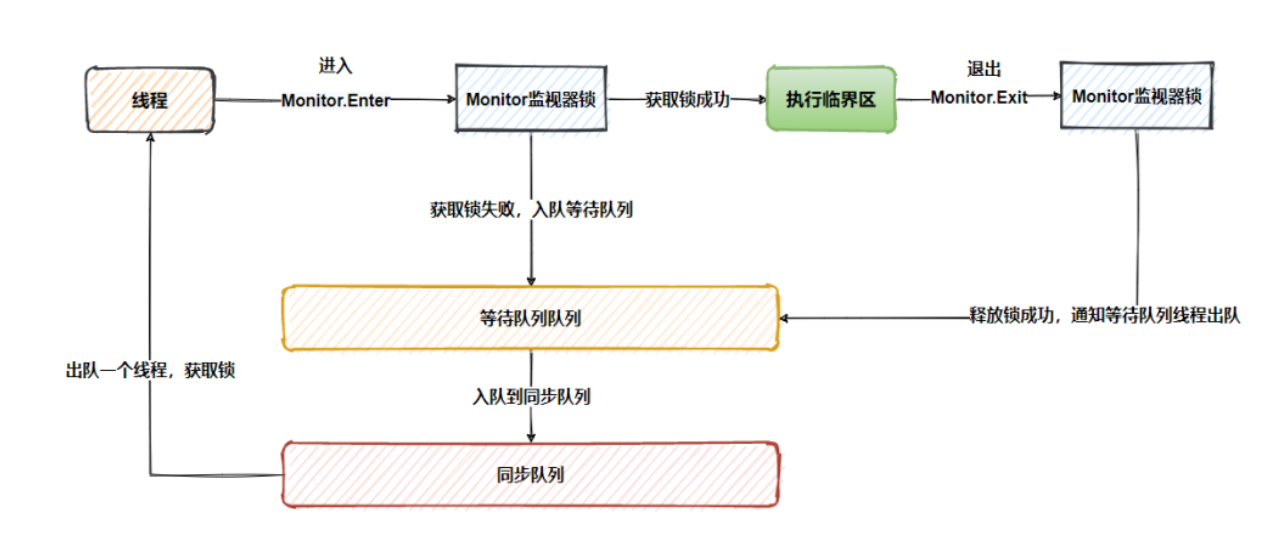 进入
线程
Monitor.Enter
Monitor监视器锁
获取锁成功
执行临界区
退出
Monitor.Exit
Monitor监视器锁
获取锁失败，入队等待队列
等待队列队列
释放锁成功，通知等待队列线程出队
出队一个线程，获取锁
入队到同步队列
同步队列